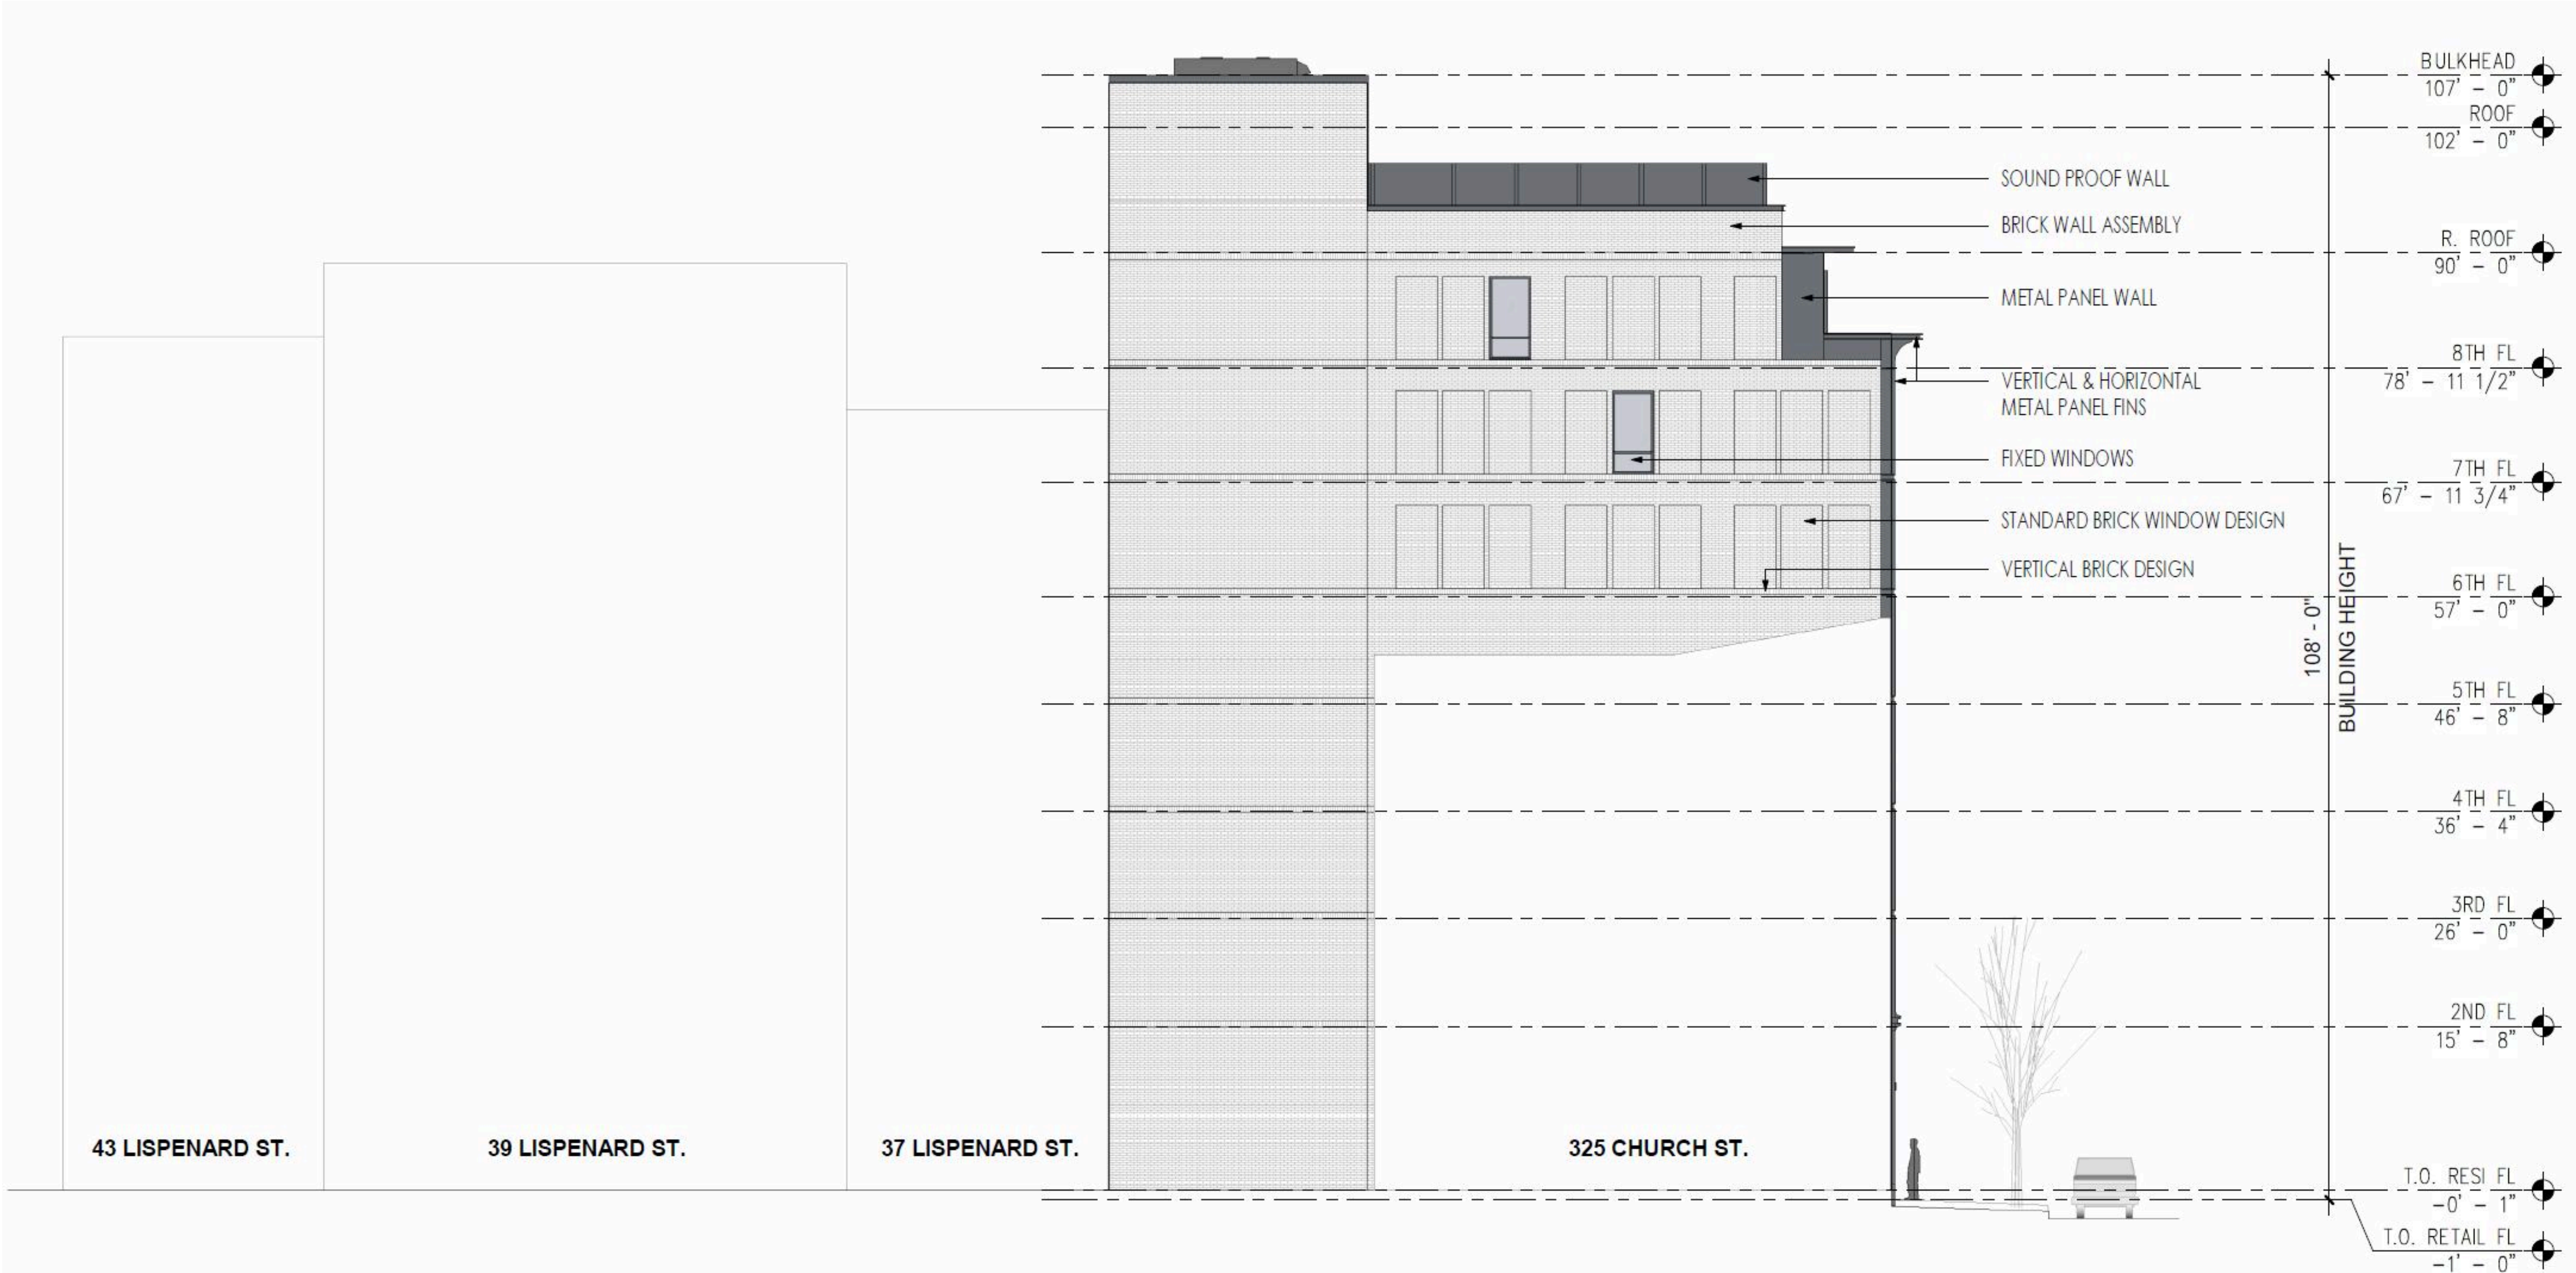 BULKHEAD
107' - 0"
ROOF
102' - 0"
SOUND PROOF WALL
BRICK WALL ASSEMBLY
R. ROOF
90' - 0"
METAL PANEL WALL
8TH FL
78' - 11 1/2"
VERTICAL & HORIZONTAL
METAL PANEL FINS
FIXED WINDOWS
7TH FL
67' - 11 3/4"
STANDARD BRICK WINDOW DESIGN
VERTICAL BRICK DESIGN
6TH FL
57' - 0"
108' - 0"
BUILDING HEIGHT
5TH FL
46' - 8"
4TH FL
36' - 4"
3RD FL
26' - 0"
2ND FL
15' - 8"
43 LISPENARD ST.
39 LISPENARD ST.
37 LISPENARD ST.
325 CHURCH ST.
T.O. RESI FL
-0' - 1"
T.O. RETAIL FL
-1' - 0"